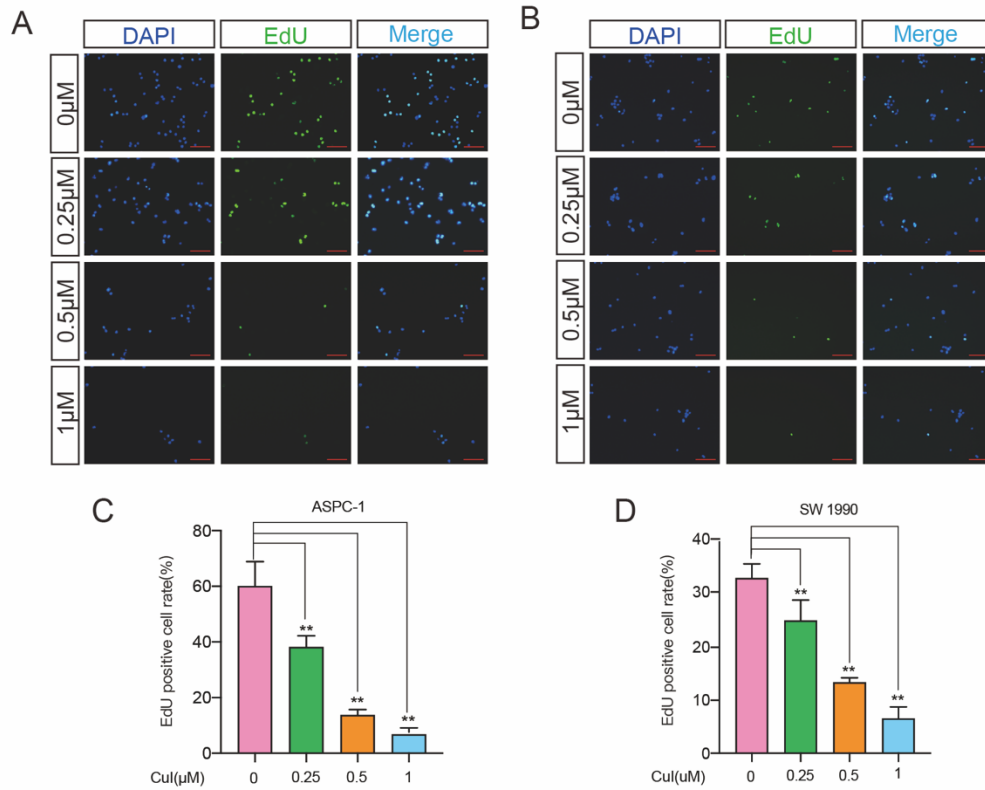 A
DAPI EdU Merge
0μM
0.25μM
0.5μM
1μM
B
DAPI EdU Merge
0μM
0.25μM
0.5μM
1μM
C
ASPC-1
EdU positive cell rate(%)
80
60
40
20
0
**
**
**
CuI(μM) 0 0.25 0.5 1
D
SW 1990
EdU positive cell rate(%)
40
30
20
10
0
**
**
**
CuI(uM) 0 0.25 0.5 1